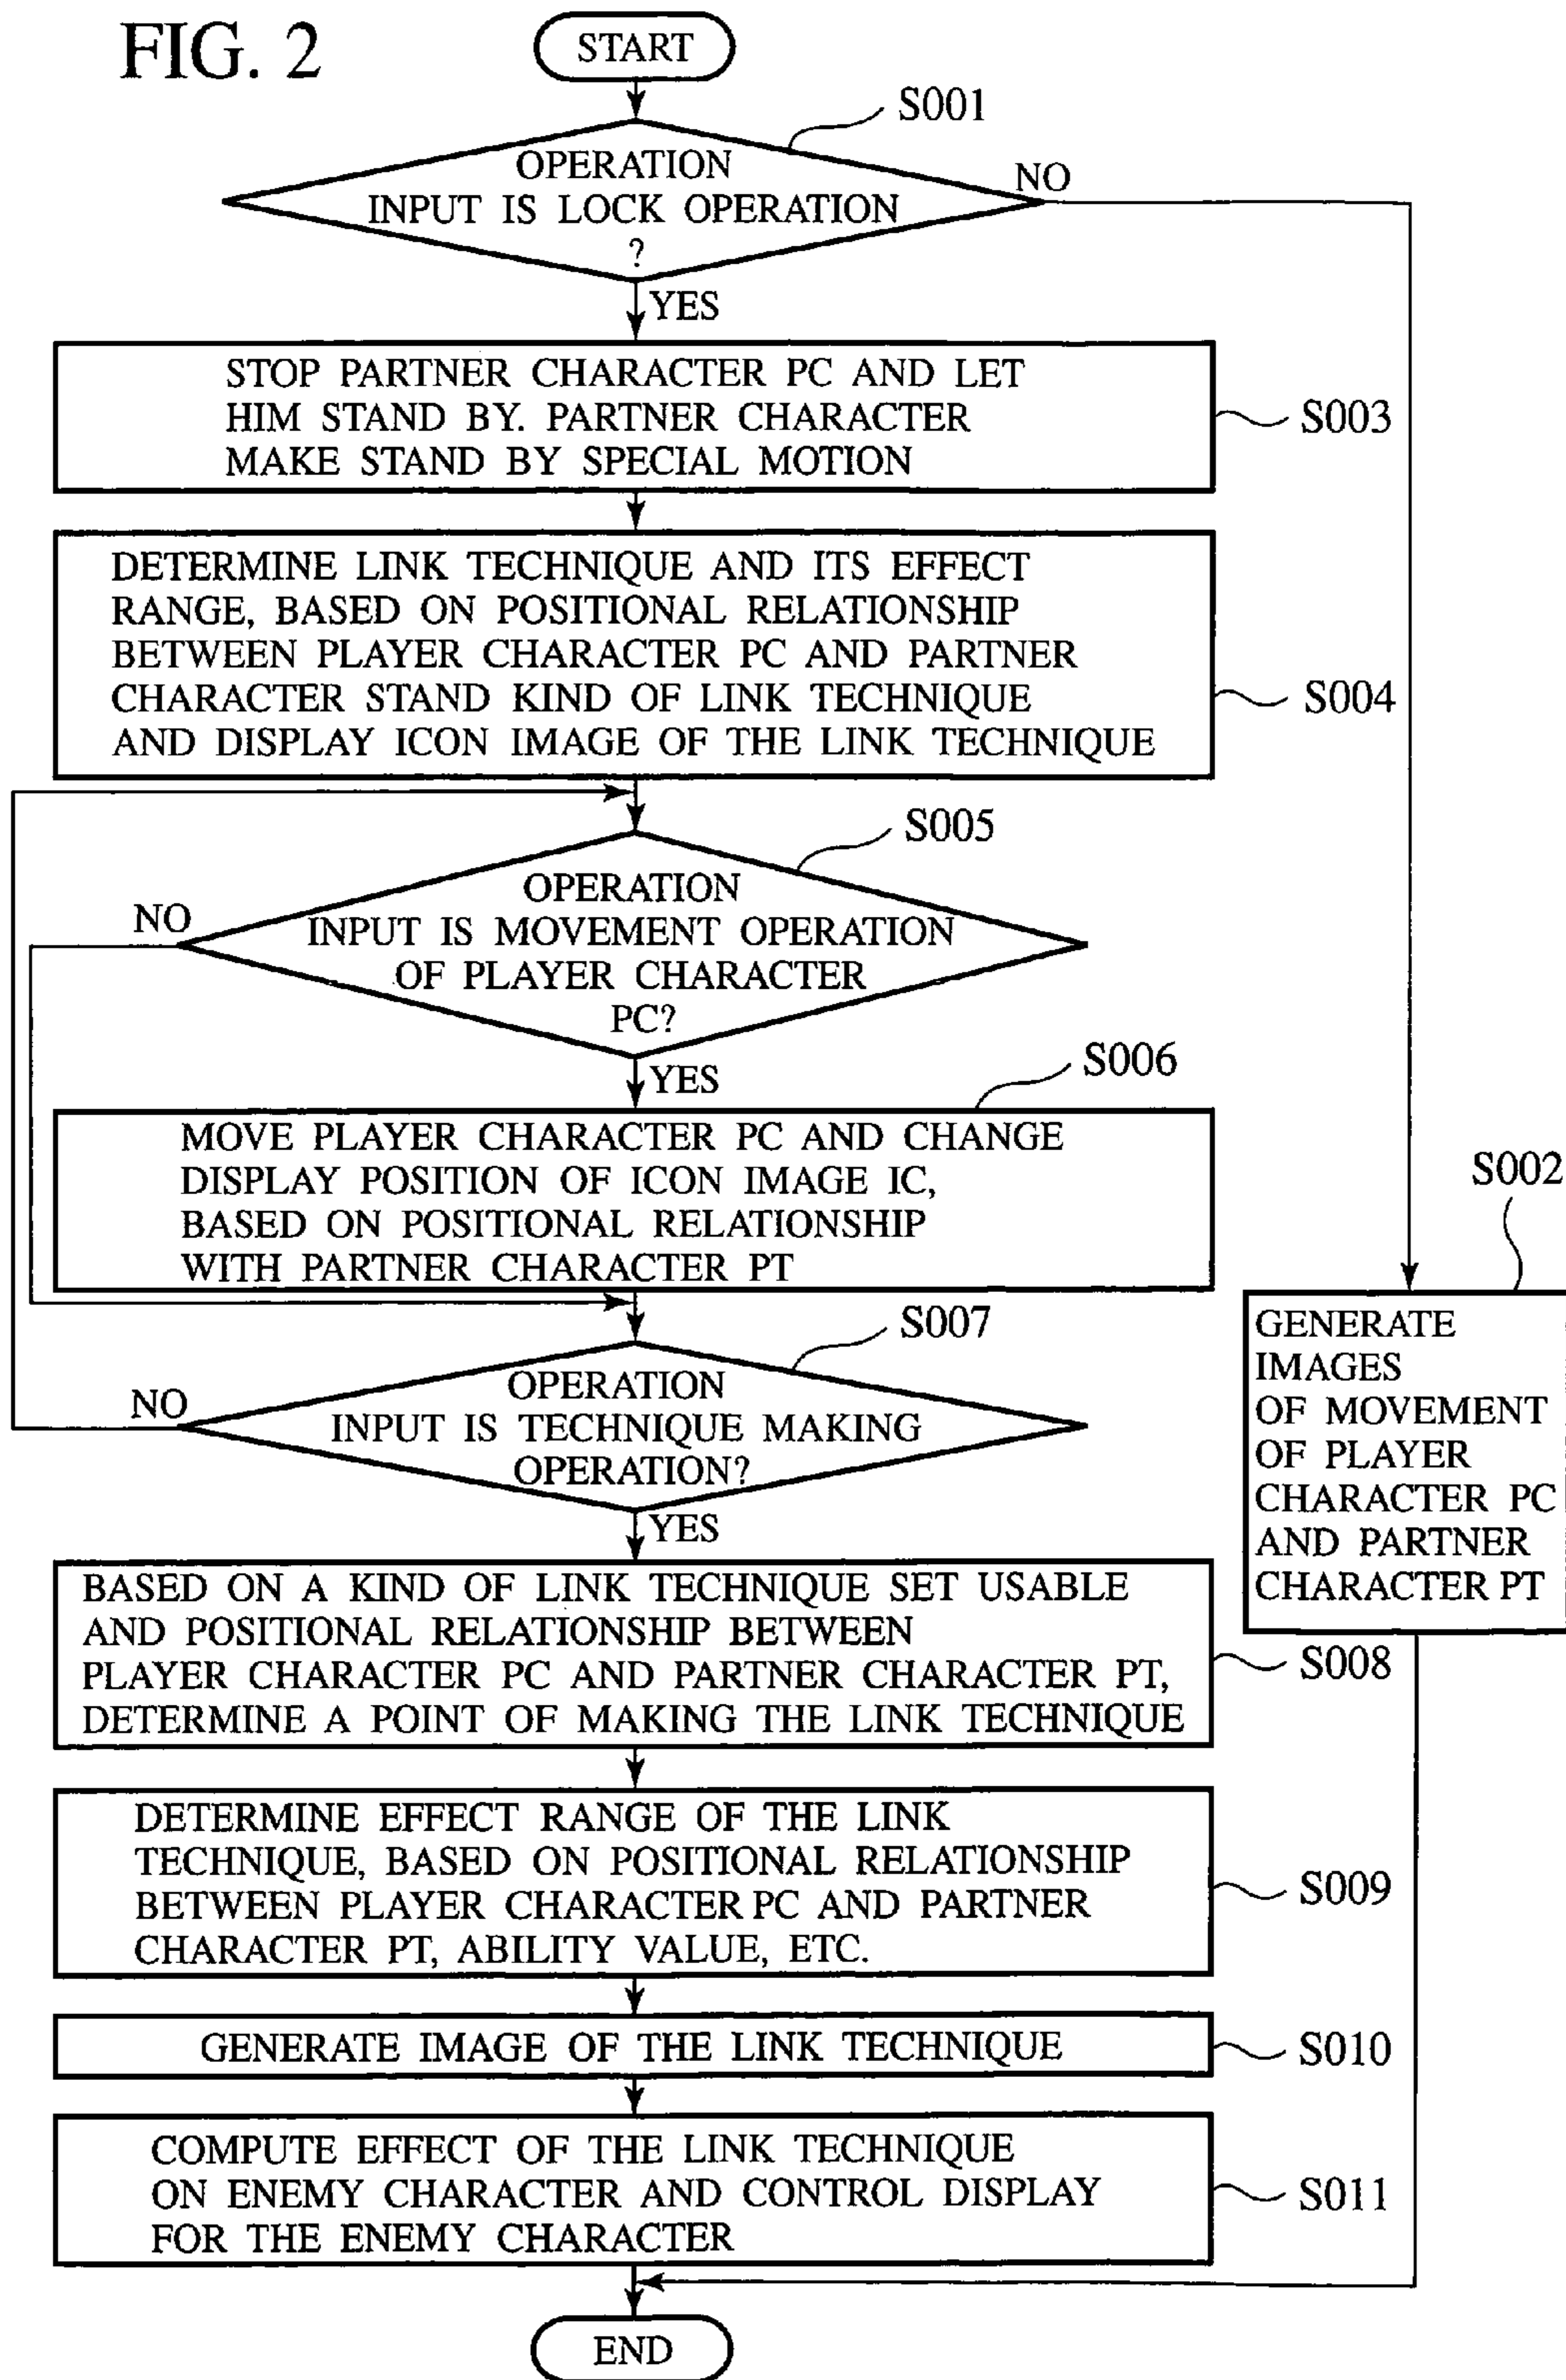 FIG. 2
START
S001
OPERATION
INPUT IS LOCK OPERATION
?
NO
YES
STOP PARTNER CHARACTER PC AND LET
HIM STAND BY. PARTNER CHARACTER
MAKE STAND BY SPECIAL MOTION
S003
DETERMINE LINK TECHNIQUE AND ITS EFFECT
RANGE, BASED ON POSITIONAL RELATIONSHIP
BETWEEN PLAYER CHARACTER PC AND PARTNER
CHARACTER STAND KIND OF LINK TECHNIQUE
AND DISPLAY ICON IMAGE OF THE LINK TECHNIQUE
S004
S005
OPERATION
INPUT IS MOVEMENT OPERATION
OF PLAYER CHARACTER
PC?
NO
YES
S006
MOVE PLAYER CHARACTER PC AND CHANGE
DISPLAY POSITION OF ICON IMAGE IC,
BASED ON POSITIONAL RELATIONSHIP
WITH PARTNER CHARACTER PT
S002
GENERATE
IMAGES
OF MOVEMENT
OF PLAYER
CHARACTER PC
AND PARTNER
CHARACTER PT
S007
OPERATION
INPUT IS TECHNIQUE MAKING
OPERATION?
NO
YES
BASED ON A KIND OF LINK TECHNIQUE SET USABLE
AND POSITIONAL RELATIONSHIP BETWEEN
PLAYER CHARACTER PC AND PARTNER CHARACTER PT,
DETERMINE A POINT OF MAKING THE LINK TECHNIQUE
S008
DETERMINE EFFECT RANGE OF THE LINK
TECHNIQUE, BASED ON POSITIONAL RELATIONSHIP
BETWEEN PLAYER CHARACTER PC AND PARTNER
CHARACTER PT, ABILITY VALUE, ETC.
S009
GENERATE IMAGE OF THE LINK TECHNIQUE
S010
COMPUTE EFFECT OF THE LINK TECHNIQUE
ON ENEMY CHARACTER AND CONTROL DISPLAY
FOR THE ENEMY CHARACTER
S011
END